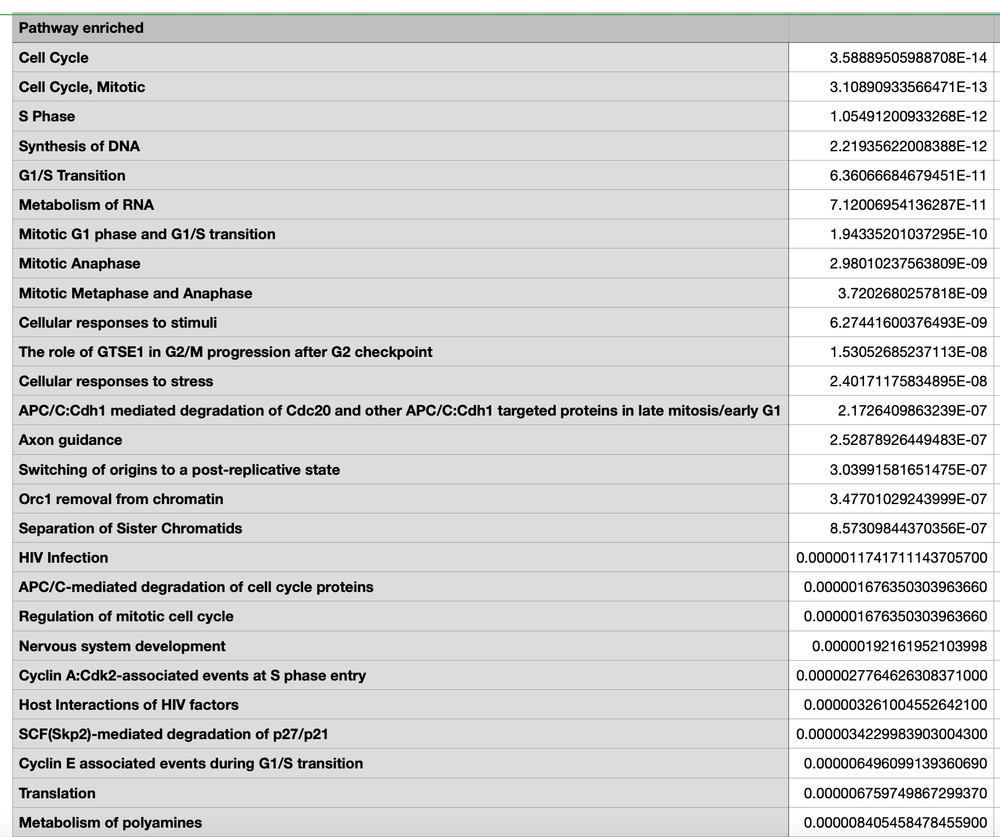 Pathway enriched
Cell Cycle 3.58889505988708E-14
Cell Cycle, Mitotic 3.10890933566471E-13
S Phase 1.05491200933268E-12
Synthesis of DNA 2.21935622008388E-12
G1/S Transition 6.36066684679451E-11
Metabolism of RNA 7.12006954136287E-11
Mitotic G1 phase and G1/S transition 1.94335201037295E-10
Mitotic Anaphase 2.98010237563809E-09
Mitotic Metaphase and Anaphase 3.7202680257818E-09
Cellular responses to stimuli 6.27441600376493E-09
The role of GTSE1 in G2/M progression after G2 checkpoint 1.53052685237113E-08
Cellular responses to stress 2.40171175834895E-08
APC/C:Cdh1 mediated degradation of Cdc20 and other APC/C:Cdh1 targeted proteins in late mitosis/early G1 2.1726409863239E-07
Axon guidance 2.52878926449483E-07
Switching of origins to a post-replicative state 3.03991581651475E-07
Orc1 removal from chromatin 3.47701029243999E-07
Separation of Sister Chromatids 8.57309844370356E-07
HIV Infection 0.0000011741711143705700
APC/C-mediated degradation of cell cycle proteins 0.000001676350303963660
Regulation of mitotic cell cycle 0.000001676350303963660
Nervous system development 0.00000192161952103998
Cyclin A:Cdk2-associated events at S phase entry 0.0000027764626308371000
Host Interactions of HIV factors 0.000003261004552642100
SCF(Skp2)-mediated degradation of p27/p21 0.0000034229983903004300
Cyclin E associated events during G1/S transition 0.000006496099139360690
Translation 0.000006759749867299370
Metabolism of polyamines 0.000008405458478455900